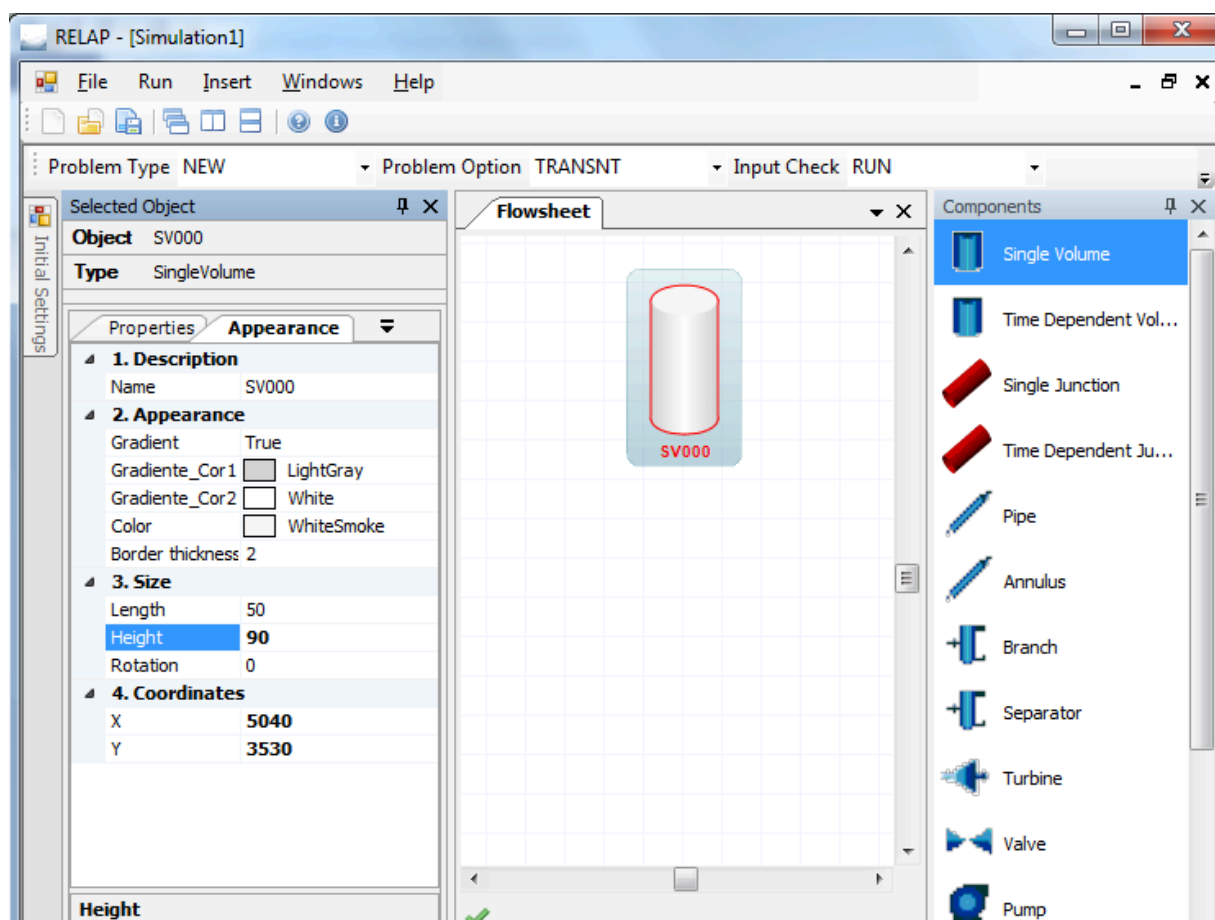 RELAP - [Simulation1]
File Run Insert Windows Help
Problem Type NEW Problem Option TRANSNT Input Check RUN
Initial Settings
Selected Object
Object SV000
Type SingleVolume
Properties Appearance
1. Description
Name SV000
2. Appearance
Gradient True
Gradiente_Cor1 LightGray
Gradiente_Cor2 White
Color WhiteSmoke
Border thickness 2
3. Size
Length 50
Height 90
Rotation 0
4. Coordinates
X 5040
Y 3530
Height
Flowsheet
SV000
Components
Single Volume
Time Dependent Vol...
Single Junction
Time Dependent Ju...
Pipe
Annulus
Branch
Separator
Turbine
Valve
Pump